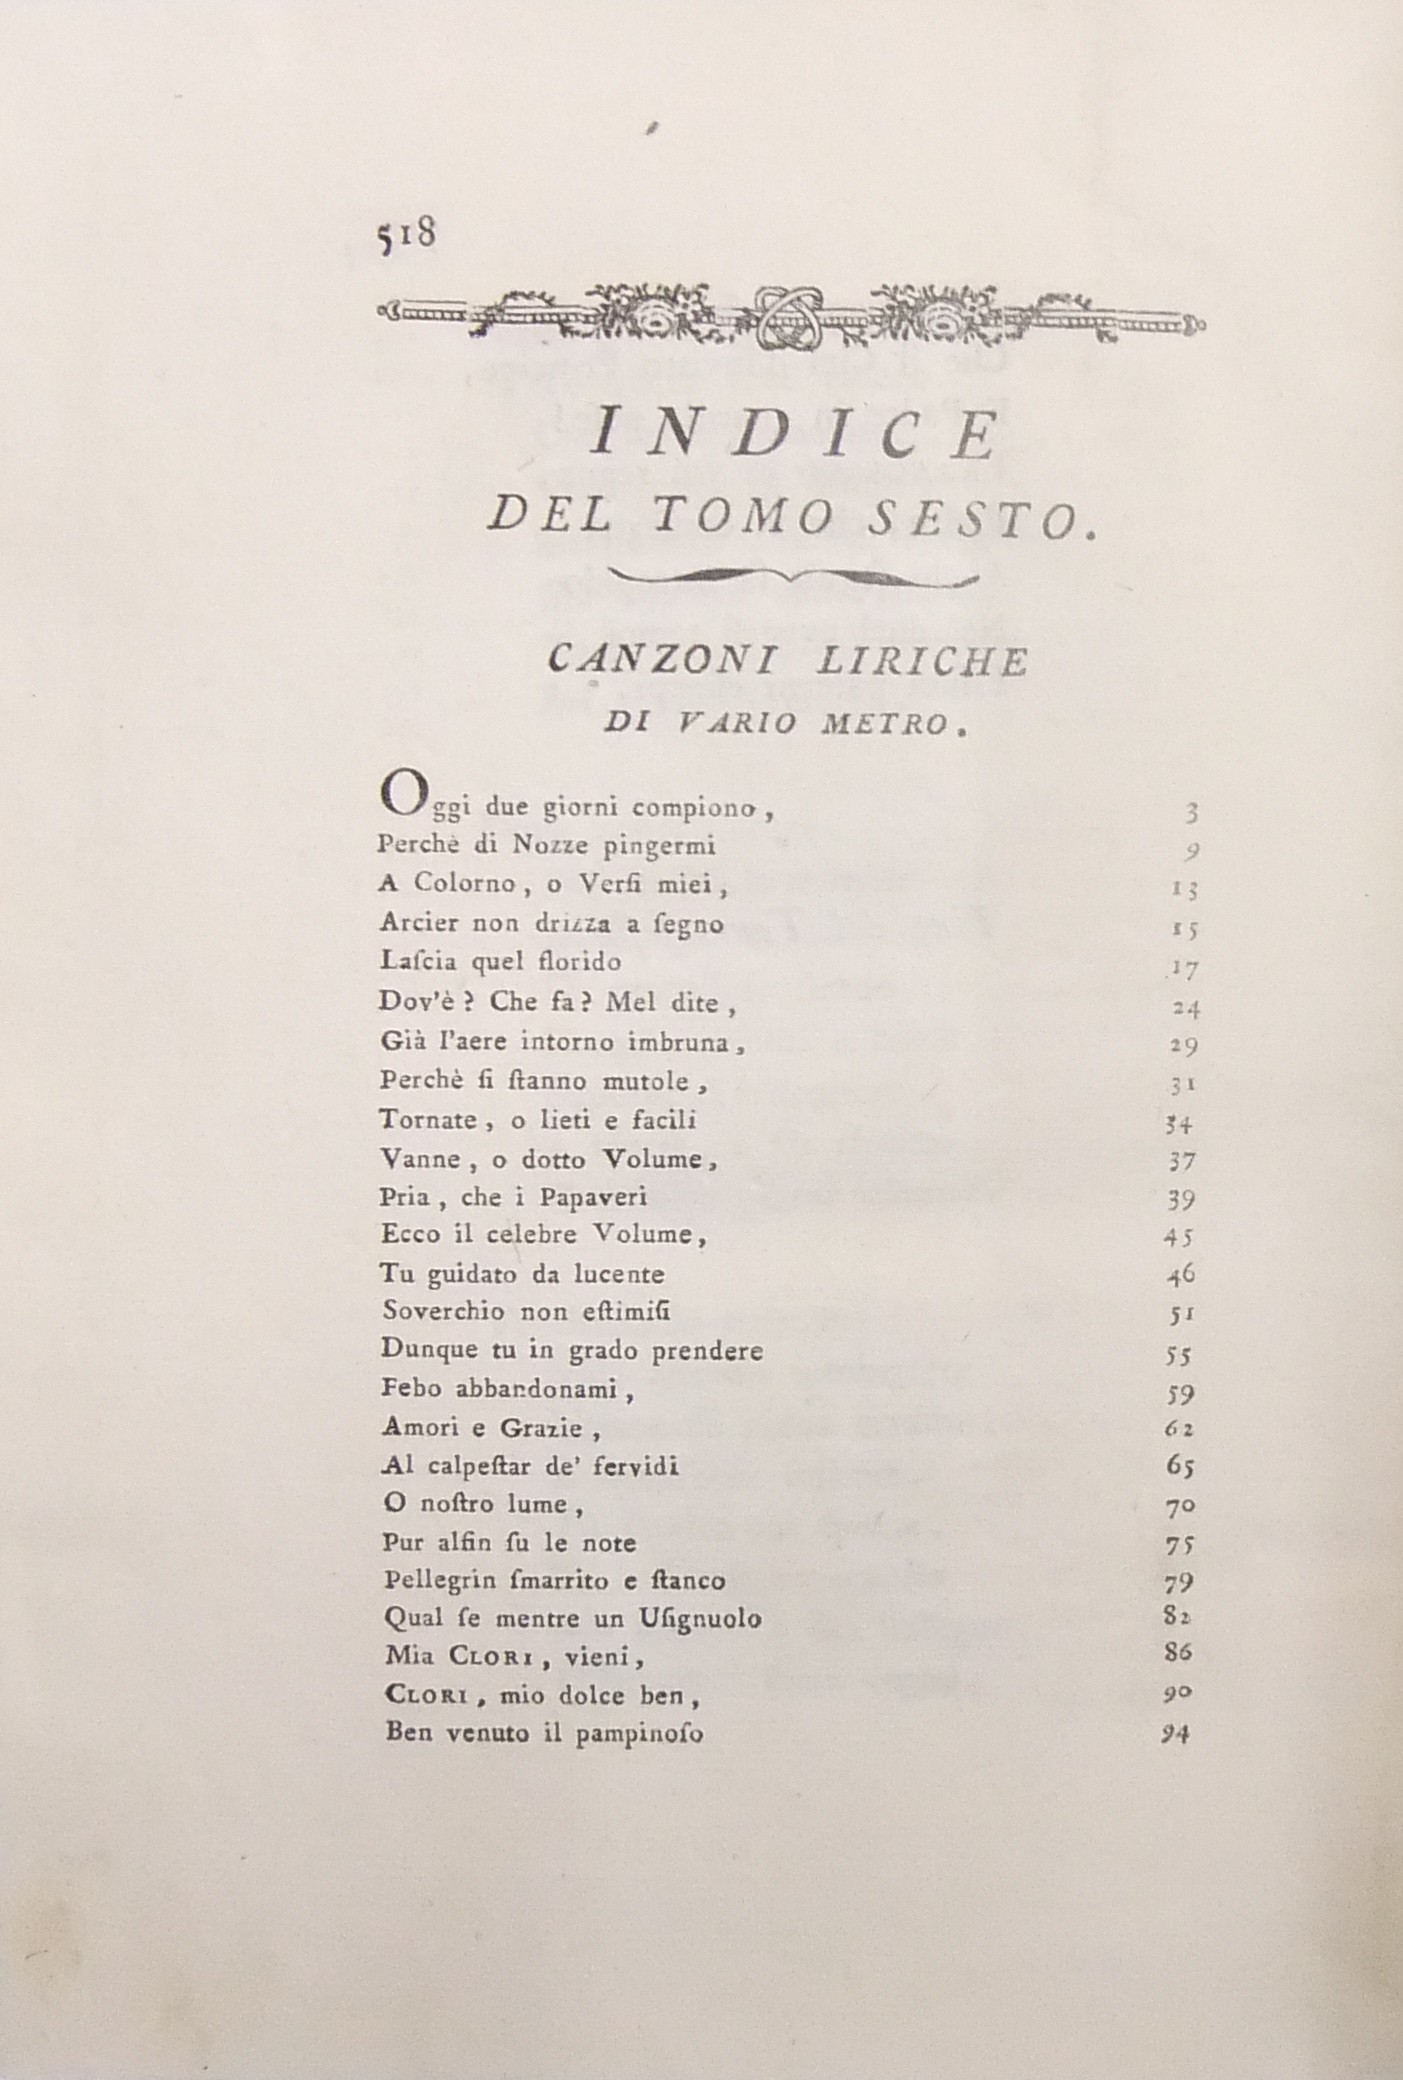 518
INDICE
DEL TOMO SESTO.
CANZONI LIRICHE
DI VARIO METRO.
Oggi due giorni compiono, 3
Perchè di Nozze pingermi 9
A Colorno, o Verſi miei, 13
Arcier non drizza a ſegno 15
Laſcia quel florido 17
Dov'è? Che fa? Mel dite, 24
Già l'aere intorno imbruna, 29
Perchè ſi ſtanno mutole, 31
Tornate, o lieti e facili 34
Vanne, o dotto Volume, 37
Pria, che i Papaveri 39
Ecco il celebre Volume, 45
Tu guidato da lucente 46
Soverchio non eſtimiſi 51
Dunque tu in grado prendere 55
Febo abbandonami, 59
Amori e Grazie, 62
Al calpeſtar de' fervidi 65
O noſtro lume, 70
Pur alfin ſu le note 75
Pellegrin ſmarrito e ſtanco 79
Qual ſe mentre un Uſignuolo 82
Mia CLORI, vieni, 86
CLORI, mio dolce ben, 90
Ben venuto il pampinoſo 94